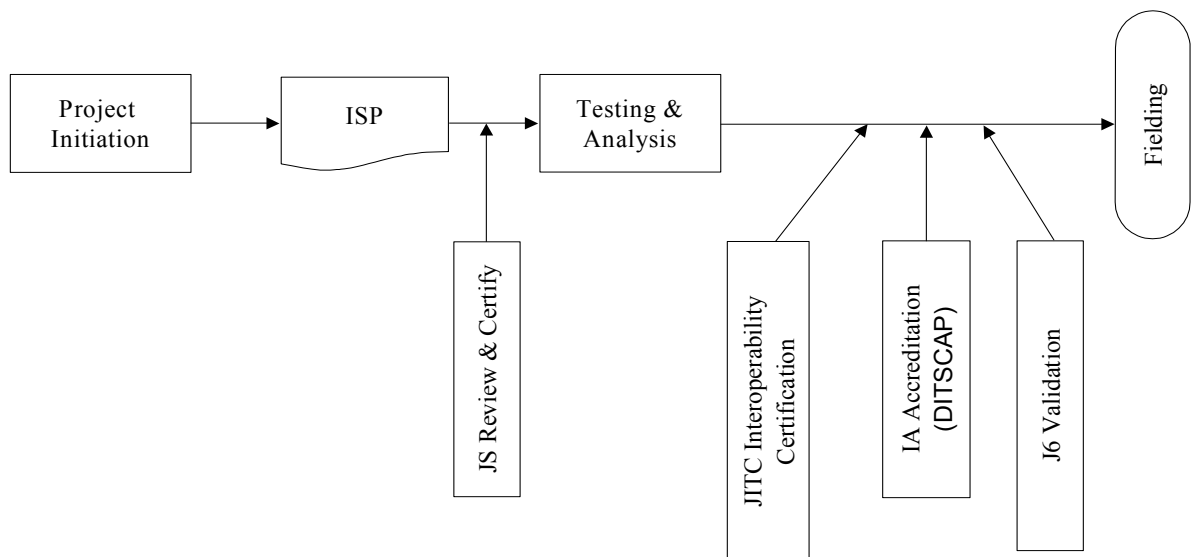 Project
Initiation
ISP
Testing &
Analysis
Fielding
JS Review & Certify
JITC Interoperability
Certification
IA Accreditation
(DITSCAP)
J6 Validation